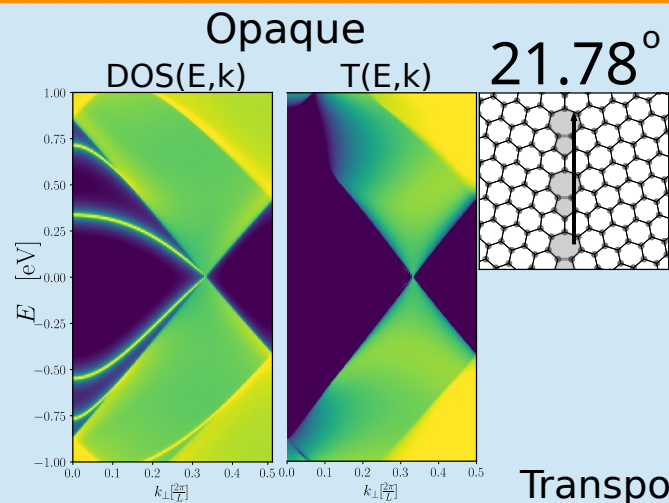 Opaque
DOS(E,k)
T(E,k)
21.78°
1.00
0.75
0.50
0.25
0.00
−0.25
−0.50
−0.75
−1.00
E [eV]
0.0 0.1 0.2 0.3 0.4 0.5
k⊥[2π/L]
0.0 0.1 0.2 0.3 0.4 0.5
k⊥[2π/L]
Transpo